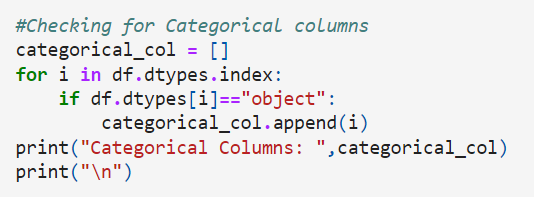 #Checking for Categorical columns
categorical_col = []
for i in df.dtypes.index:
    if df.dtypes[i]=="object":
        categorical_col.append(i)
print("Categorical Columns: ",categorical_col)
print("\n")